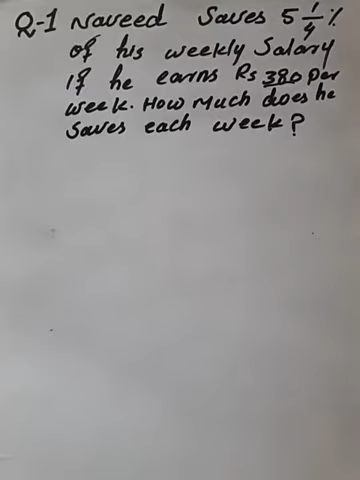 Q-1 Naveed Saves 5 1/4 %
of his weekly Salary
If he earns Rs 380 per
week. How much does he
Saves each week?